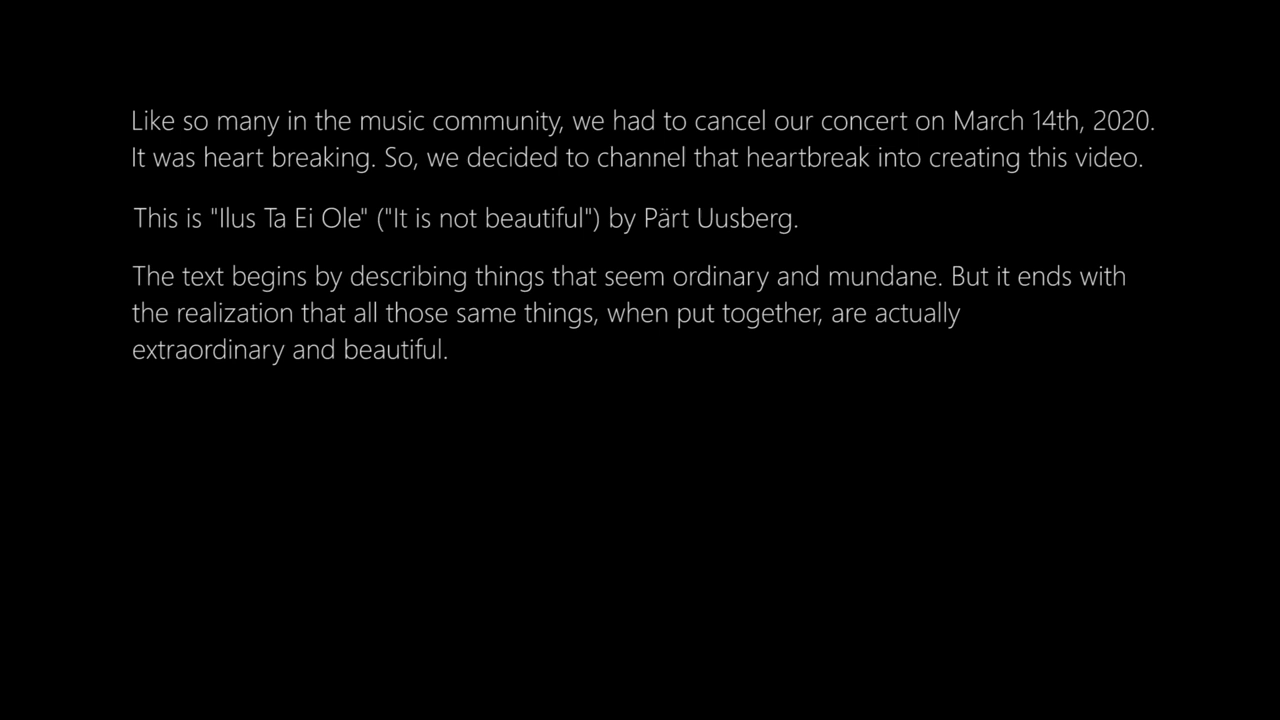 Like so many in the music community, we had to cancel our concert on March 14th, 2020.
It was heart breaking. So, we decided to channel that heartbreak into creating this video.
This is "Ilus Ta Ei Ole" ("It is not beautiful") by Pärt Uusberg.
The text begins by describing things that seem ordinary and mundane. But it ends with
the realization that all those same things, when put together, are actually
extraordinary and beautiful.